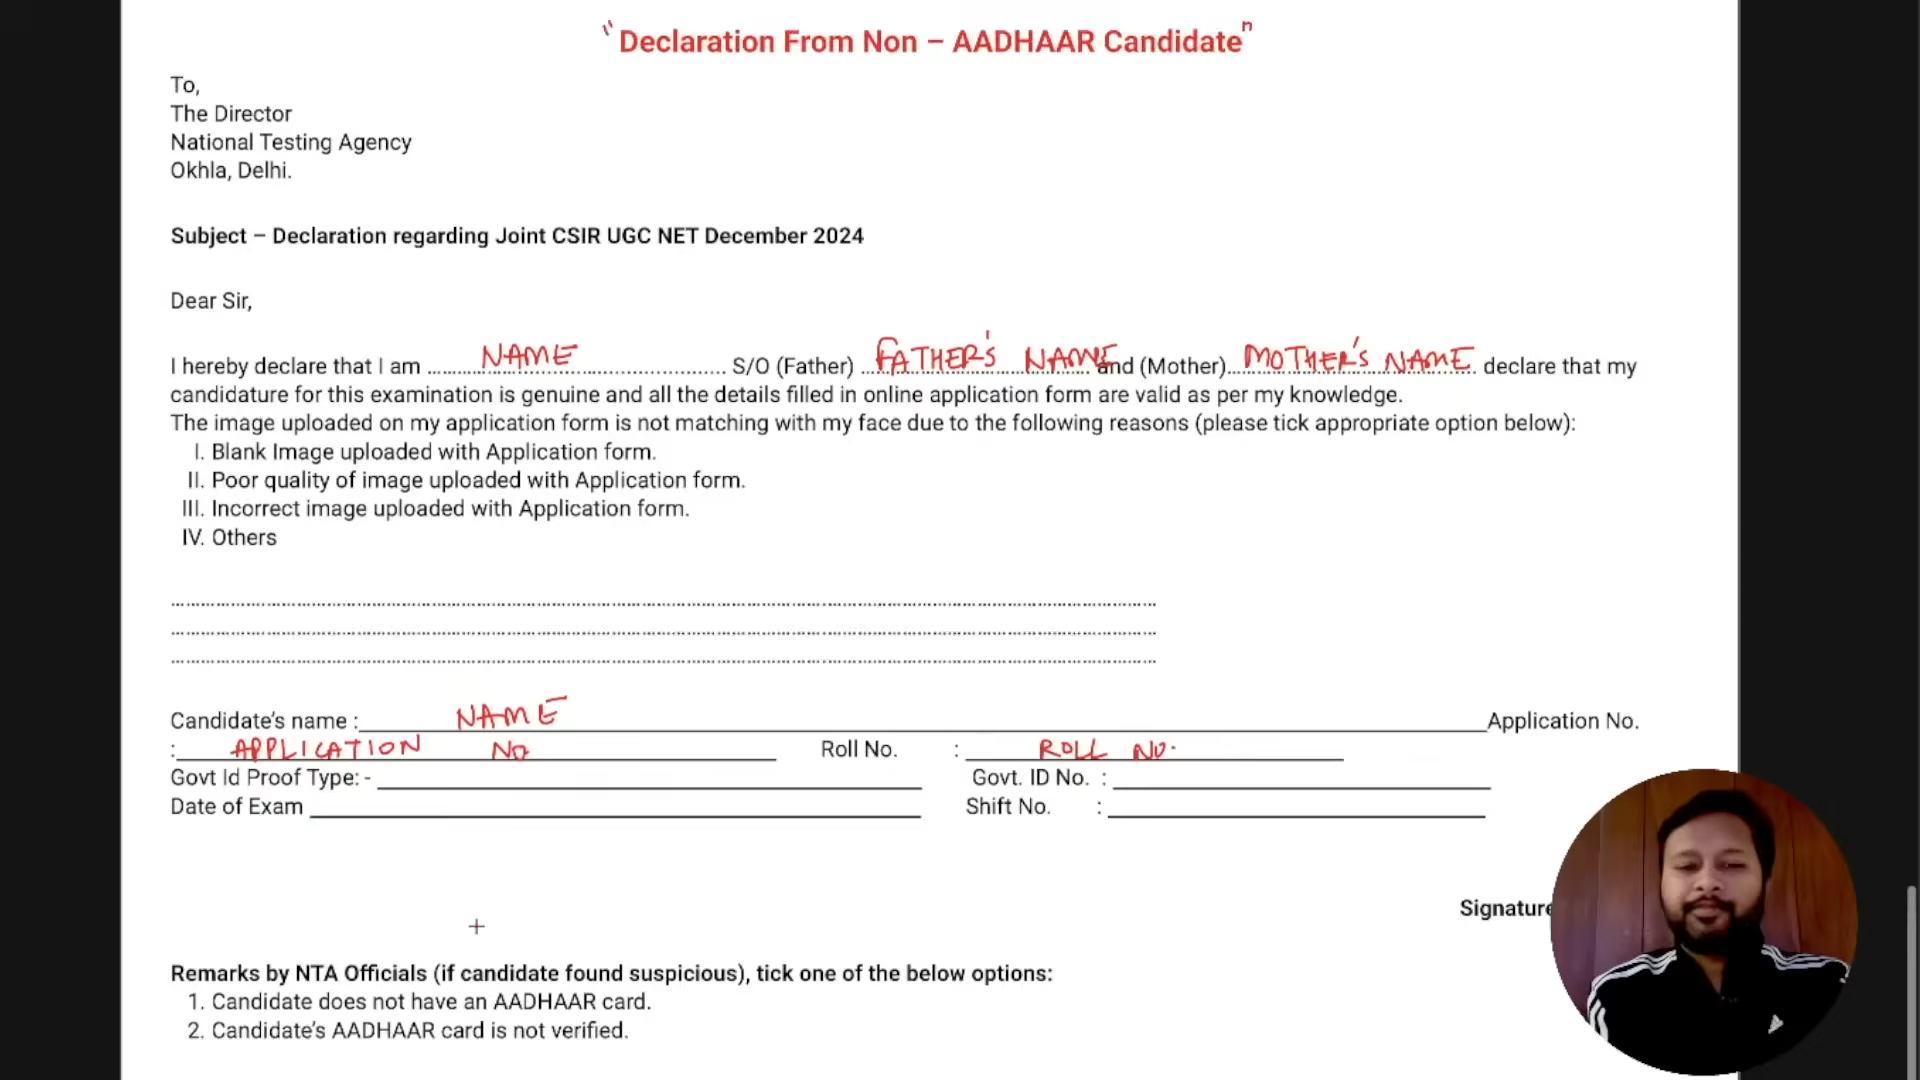 "Declaration From Non – AADHAAR Candidate"
To,
The Director
National Testing Agency
Okhla, Delhi.
Subject – Declaration regarding Joint CSIR UGC NET December 2024
Dear Sir,
I hereby declare that I am ...... NAME ...... S/O (Father) ...... FATHER'S NAME ...... and (Mother)...... MOTHER'S NAME ...... declare that my
candidature for this examination is genuine and all the details filled in online application form are valid as per my knowledge.
The image uploaded on my application form is not matching with my face due to the following reasons (please tick appropriate option below):
I. Blank Image uploaded with Application form.
II. Poor quality of image uploaded with Application form.
III. Incorrect image uploaded with Application form.
IV. Others
Candidate's name : NAME Application No.
: APPLICATION NO Roll No. : ROLL NO.
Govt Id Proof Type: - Govt. ID No. :
Date of Exam Shift No. :
Signature
Remarks by NTA Officials (if candidate found suspicious), tick one of the below options:
1. Candidate does not have an AADHAAR card.
2. Candidate's AADHAAR card is not verified.